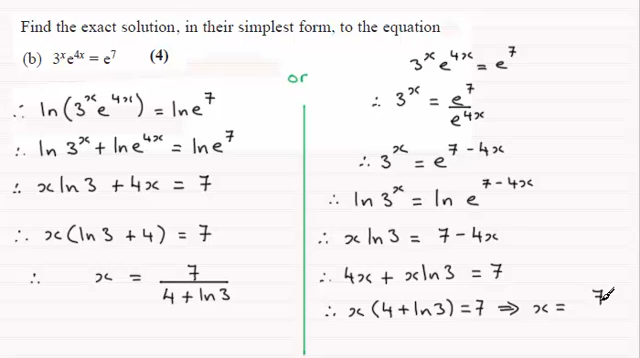 Find the exact solution, in their simplest form, to the equation
(b) 3ˣe⁴ˣ = e⁷ (4)
∴ ln(3ˣe⁴ˣ) = ln e⁷
∴ ln 3ˣ + ln e⁴ˣ = ln e⁷
∴ x ln 3 + 4x = 7
∴ x(ln 3 + 4) = 7
∴ x = 7 / (4 + ln 3)
or
3ˣ e⁴ˣ = e⁷
∴ 3ˣ = e⁷ / e⁴ˣ
∴ 3ˣ = e⁷⁻⁴ˣ
∴ ln 3ˣ = ln e⁷⁻⁴ˣ
∴ x ln 3 = 7 - 4x
∴ 4x + x ln 3 = 7
∴ x(4 + ln 3) = 7 ⇒ x = 7